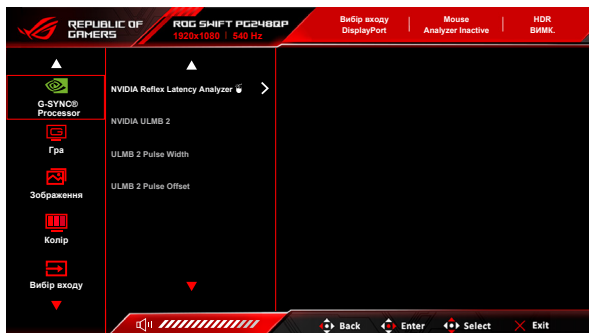 REPUBLIC OF
GAMERS
ROG SWIFT PG248QP
1920x1080 | 540 Hz
Вибір входу
DisplayPort
Mouse
Analyzer Inactive
HDR
ВИМК.
G-SYNC®
Processor
Гра
Зображення
Колір
Вибір входу
NVIDIA Reflex Latency Analyzer
NVIDIA ULMB 2
ULMB 2 Pulse Width
ULMB 2 Pulse Offset
Back
Enter
Select
Exit